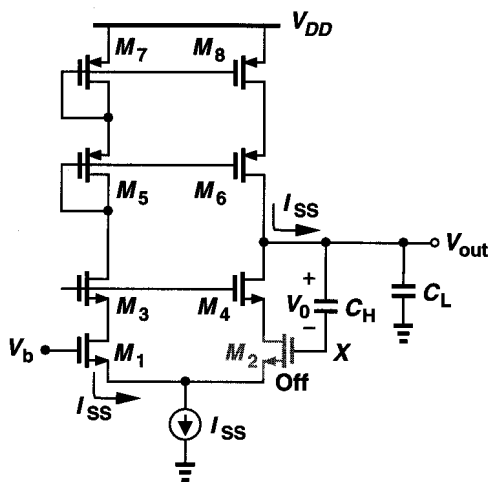 V_DD
M_7
M_8
M_5
M_6
I_SS
V_out
+
V_0
C_H
C_L
−
M_3
M_4
V_b
M_1
M_2
X
Off
I_SS
I_SS